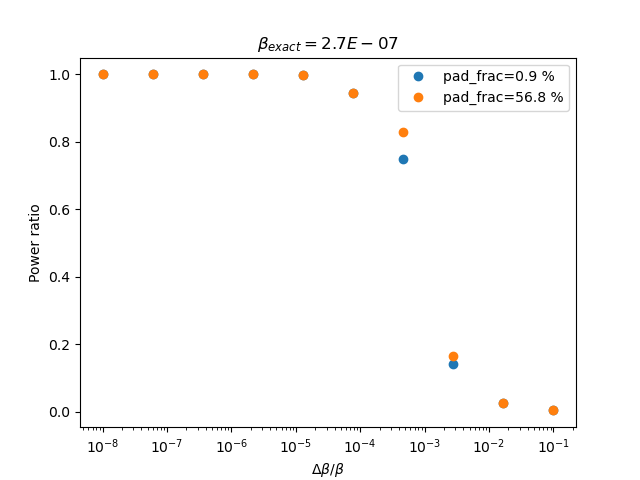 β_exact = 2.7E − 07
Power ratio
1.0
0.8
0.6
0.4
0.2
0.0
pad_frac=0.9 %
pad_frac=56.8 %
10⁻⁸ 10⁻⁷ 10⁻⁶ 10⁻⁵ 10⁻⁴ 10⁻³ 10⁻² 10⁻¹
Δβ/β